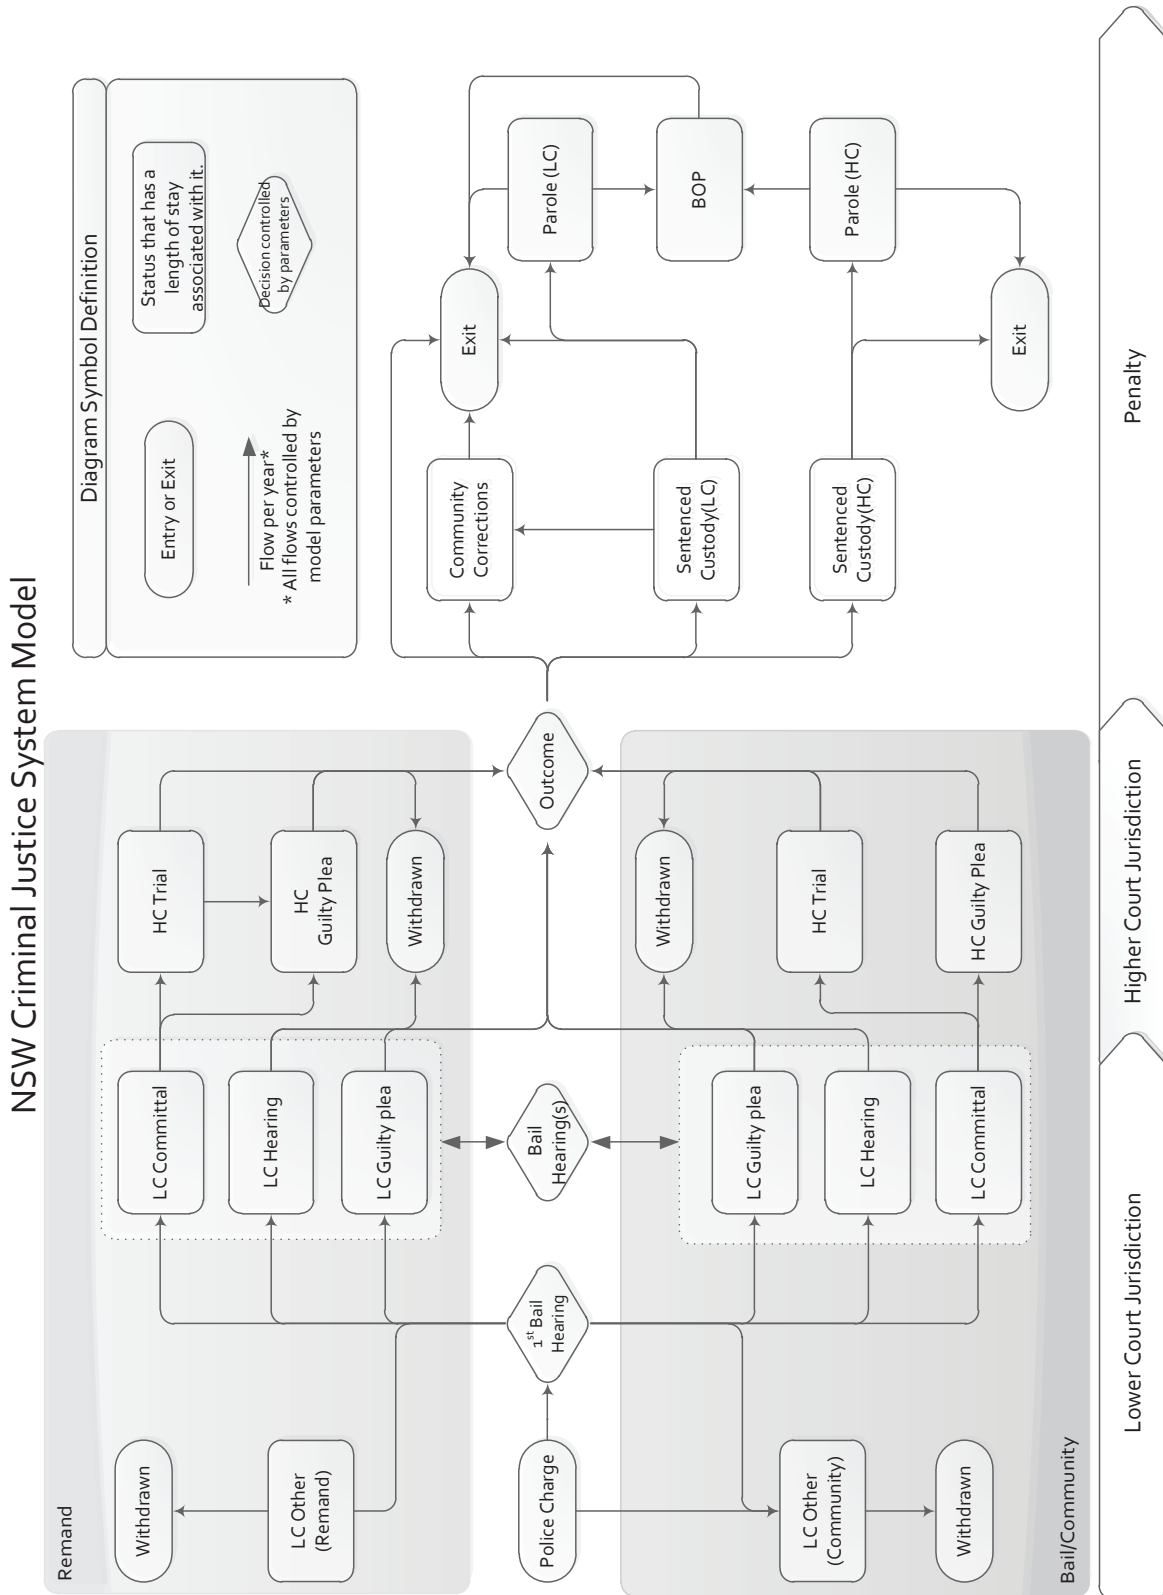 NSW Criminal Justice System Model
Diagram Symbol Definition
Entry or Exit
Status that has a
length of stay
associated with it.
Flow per year*
* All flows controlled by
model parameters
Decision controlled
by parameters
Remand
Withdrawn
LC Other
(Remand)
LC Committal
LC Hearing
LC Guilty plea
HC Trial
HC
Guilty Plea
Withdrawn
Police Charge
1st Bail
Hearing
Bail
Hearing(s)
Outcome
LC Other
(Community)
Withdrawn
LC Guilty plea
LC Hearing
LC Committal
Withdrawn
HC Trial
HC Guilty Plea
Bail/Community
Community
Corrections
Sentenced
Custody(LC)
Sentenced
Custody(HC)
Exit
Exit
Parole (LC)
BOP
Parole (HC)
Lower Court Jurisdiction
Higher Court Jurisdiction
Penalty